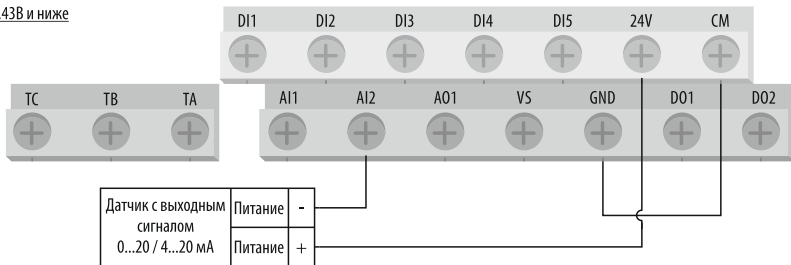 .43В и ниже
DI1 DI2 DI3 DI4 DI5 24V CM
TC TB TA AI1 AI2 AO1 VS GND DO1 DO2
Датчик с выходным
сигналом
0...20 / 4...20 мА
Питание -
Питание +